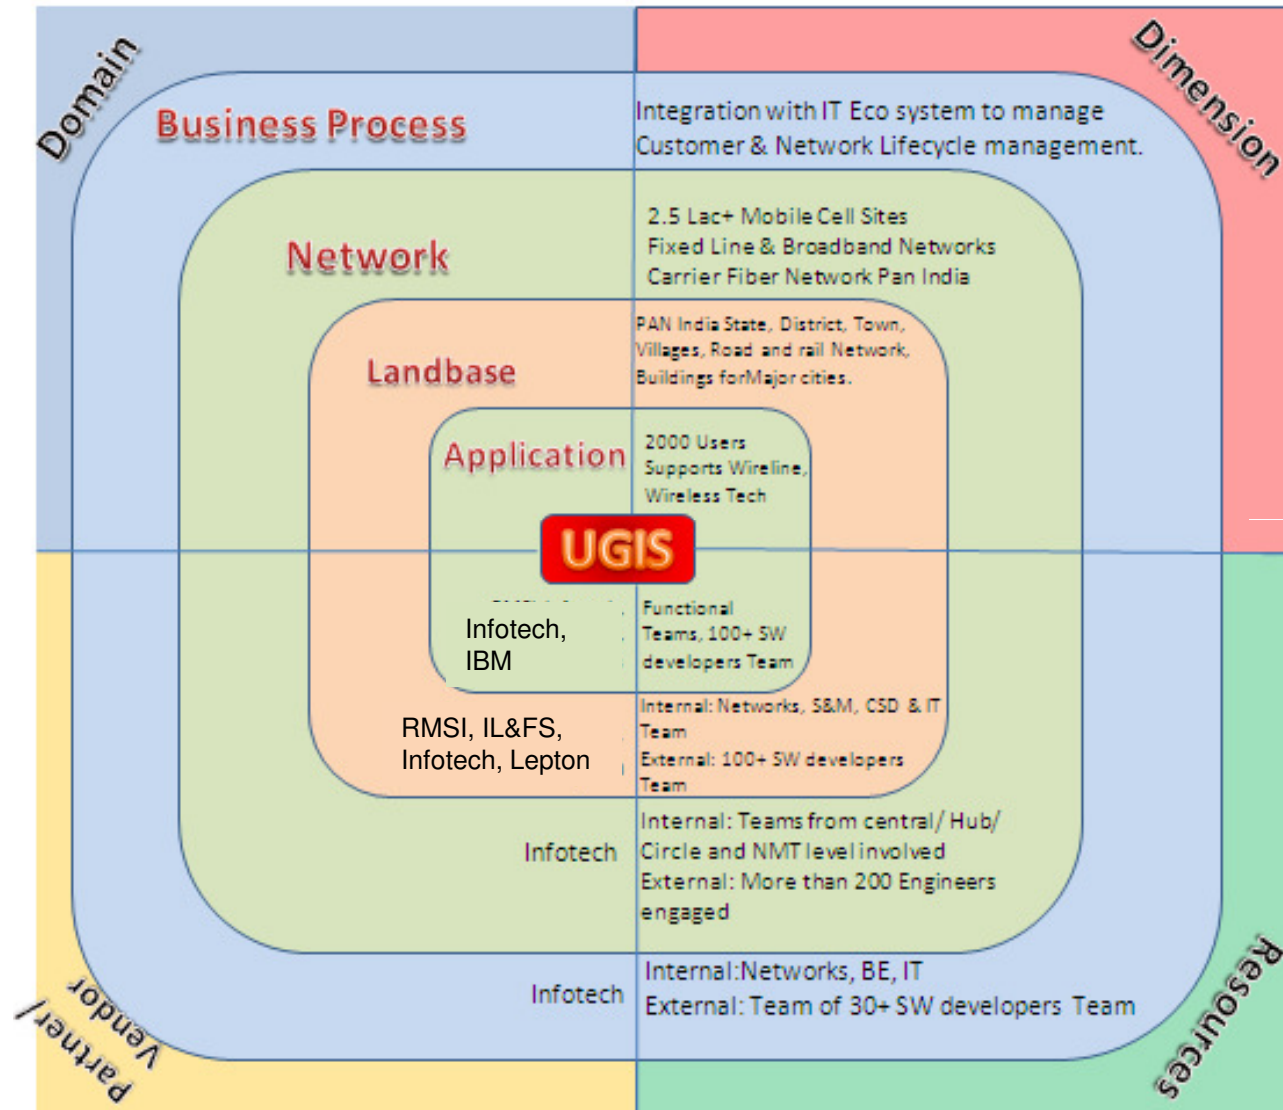 Domain
Dimension
Business Process
Integration with IT Eco system to manage
Customer & Network Lifecycle management.
Network
2.5 Lac+ Mobile Cell Sites
Fixed Line & Broadband Networks
Carrier Fiber Network Pan India
Landbase
PAN India State, District, Town,
Villages, Road and rail Network,
Buildings forMajor cities.
Application
2000 Users
Supports Wireline,
Wireless Tech
UGIS
Infotech,
IBM
Functional
Teams, 100+ SW
developers Team
RMSI, IL&FS,
Infotech, Lepton
Internal: Networks, S&M, CSD & IT
Team
External: 100+ SW developers
Team
Infotech
Internal: Teams from central/ Hub/
Circle and NMT level involved
External: More than 200 Engineers
engaged
Infotech
Internal:Networks, BE, IT
External: Team of 30+ SW developers Team
Partner/
Vendor
Resources